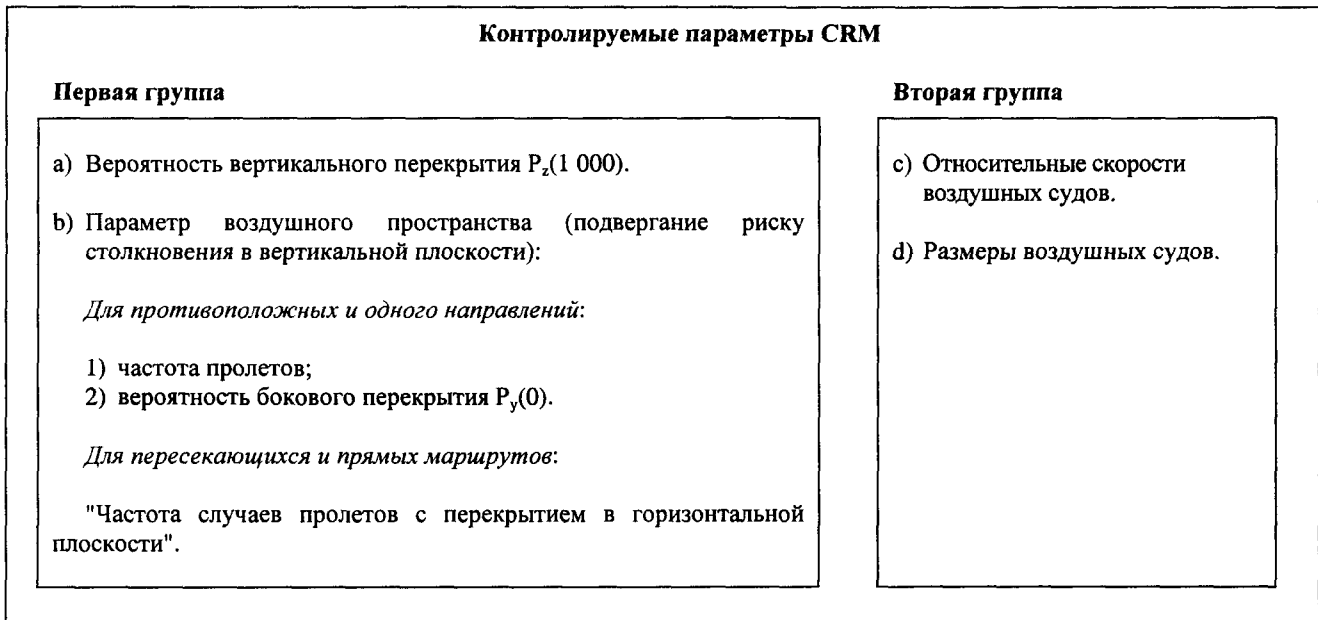 Контролируемые параметры CRM
Первая группа
a) Вероятность вертикального перекрытия Pz(1 000).
b) Параметр воздушного пространства (подвергание риску
столкновения в вертикальной плоскости):
Для противоположных и одного направлений:
1) частота пролетов;
2) вероятность бокового перекрытия Py(0).
Для пересекающихся и прямых маршрутов:
"Частота случаев пролетов с перекрытием в горизонтальной
плоскости".
Вторая группа
c) Относительные скорости
воздушных судов.
d) Размеры воздушных судов.